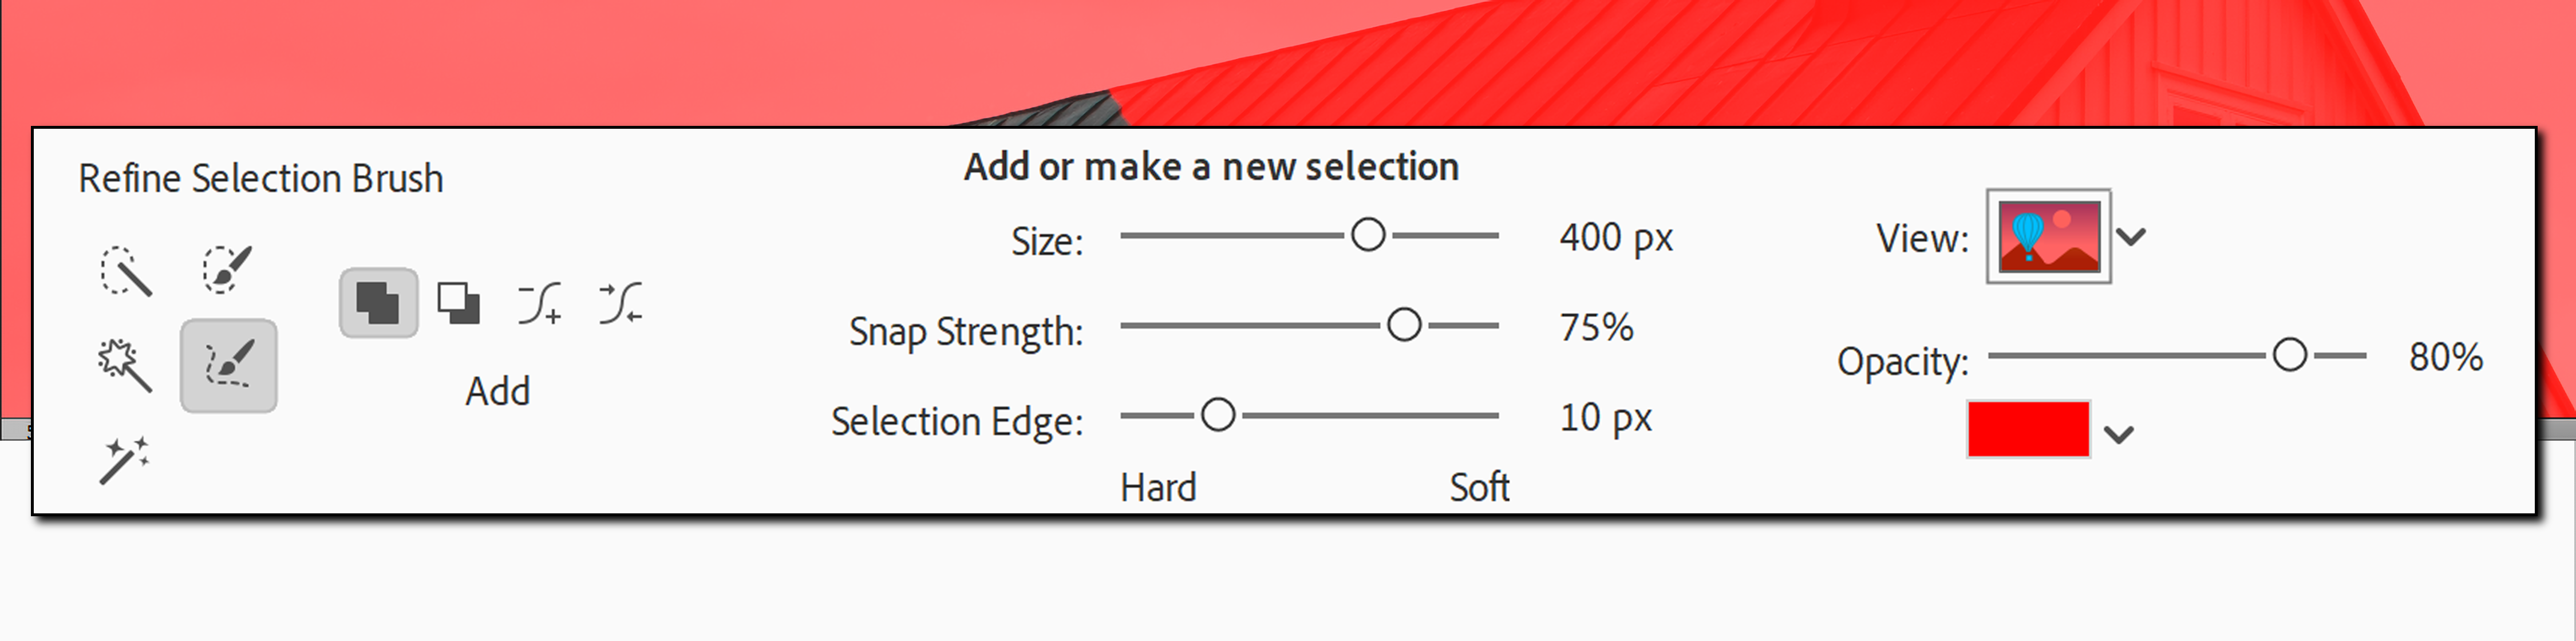 Refine Selection Brush
Add
Add or make a new selection
Size: 400 px
Snap Strength: 75%
Selection Edge: 10 px
Hard Soft
View:
Opacity: 80%